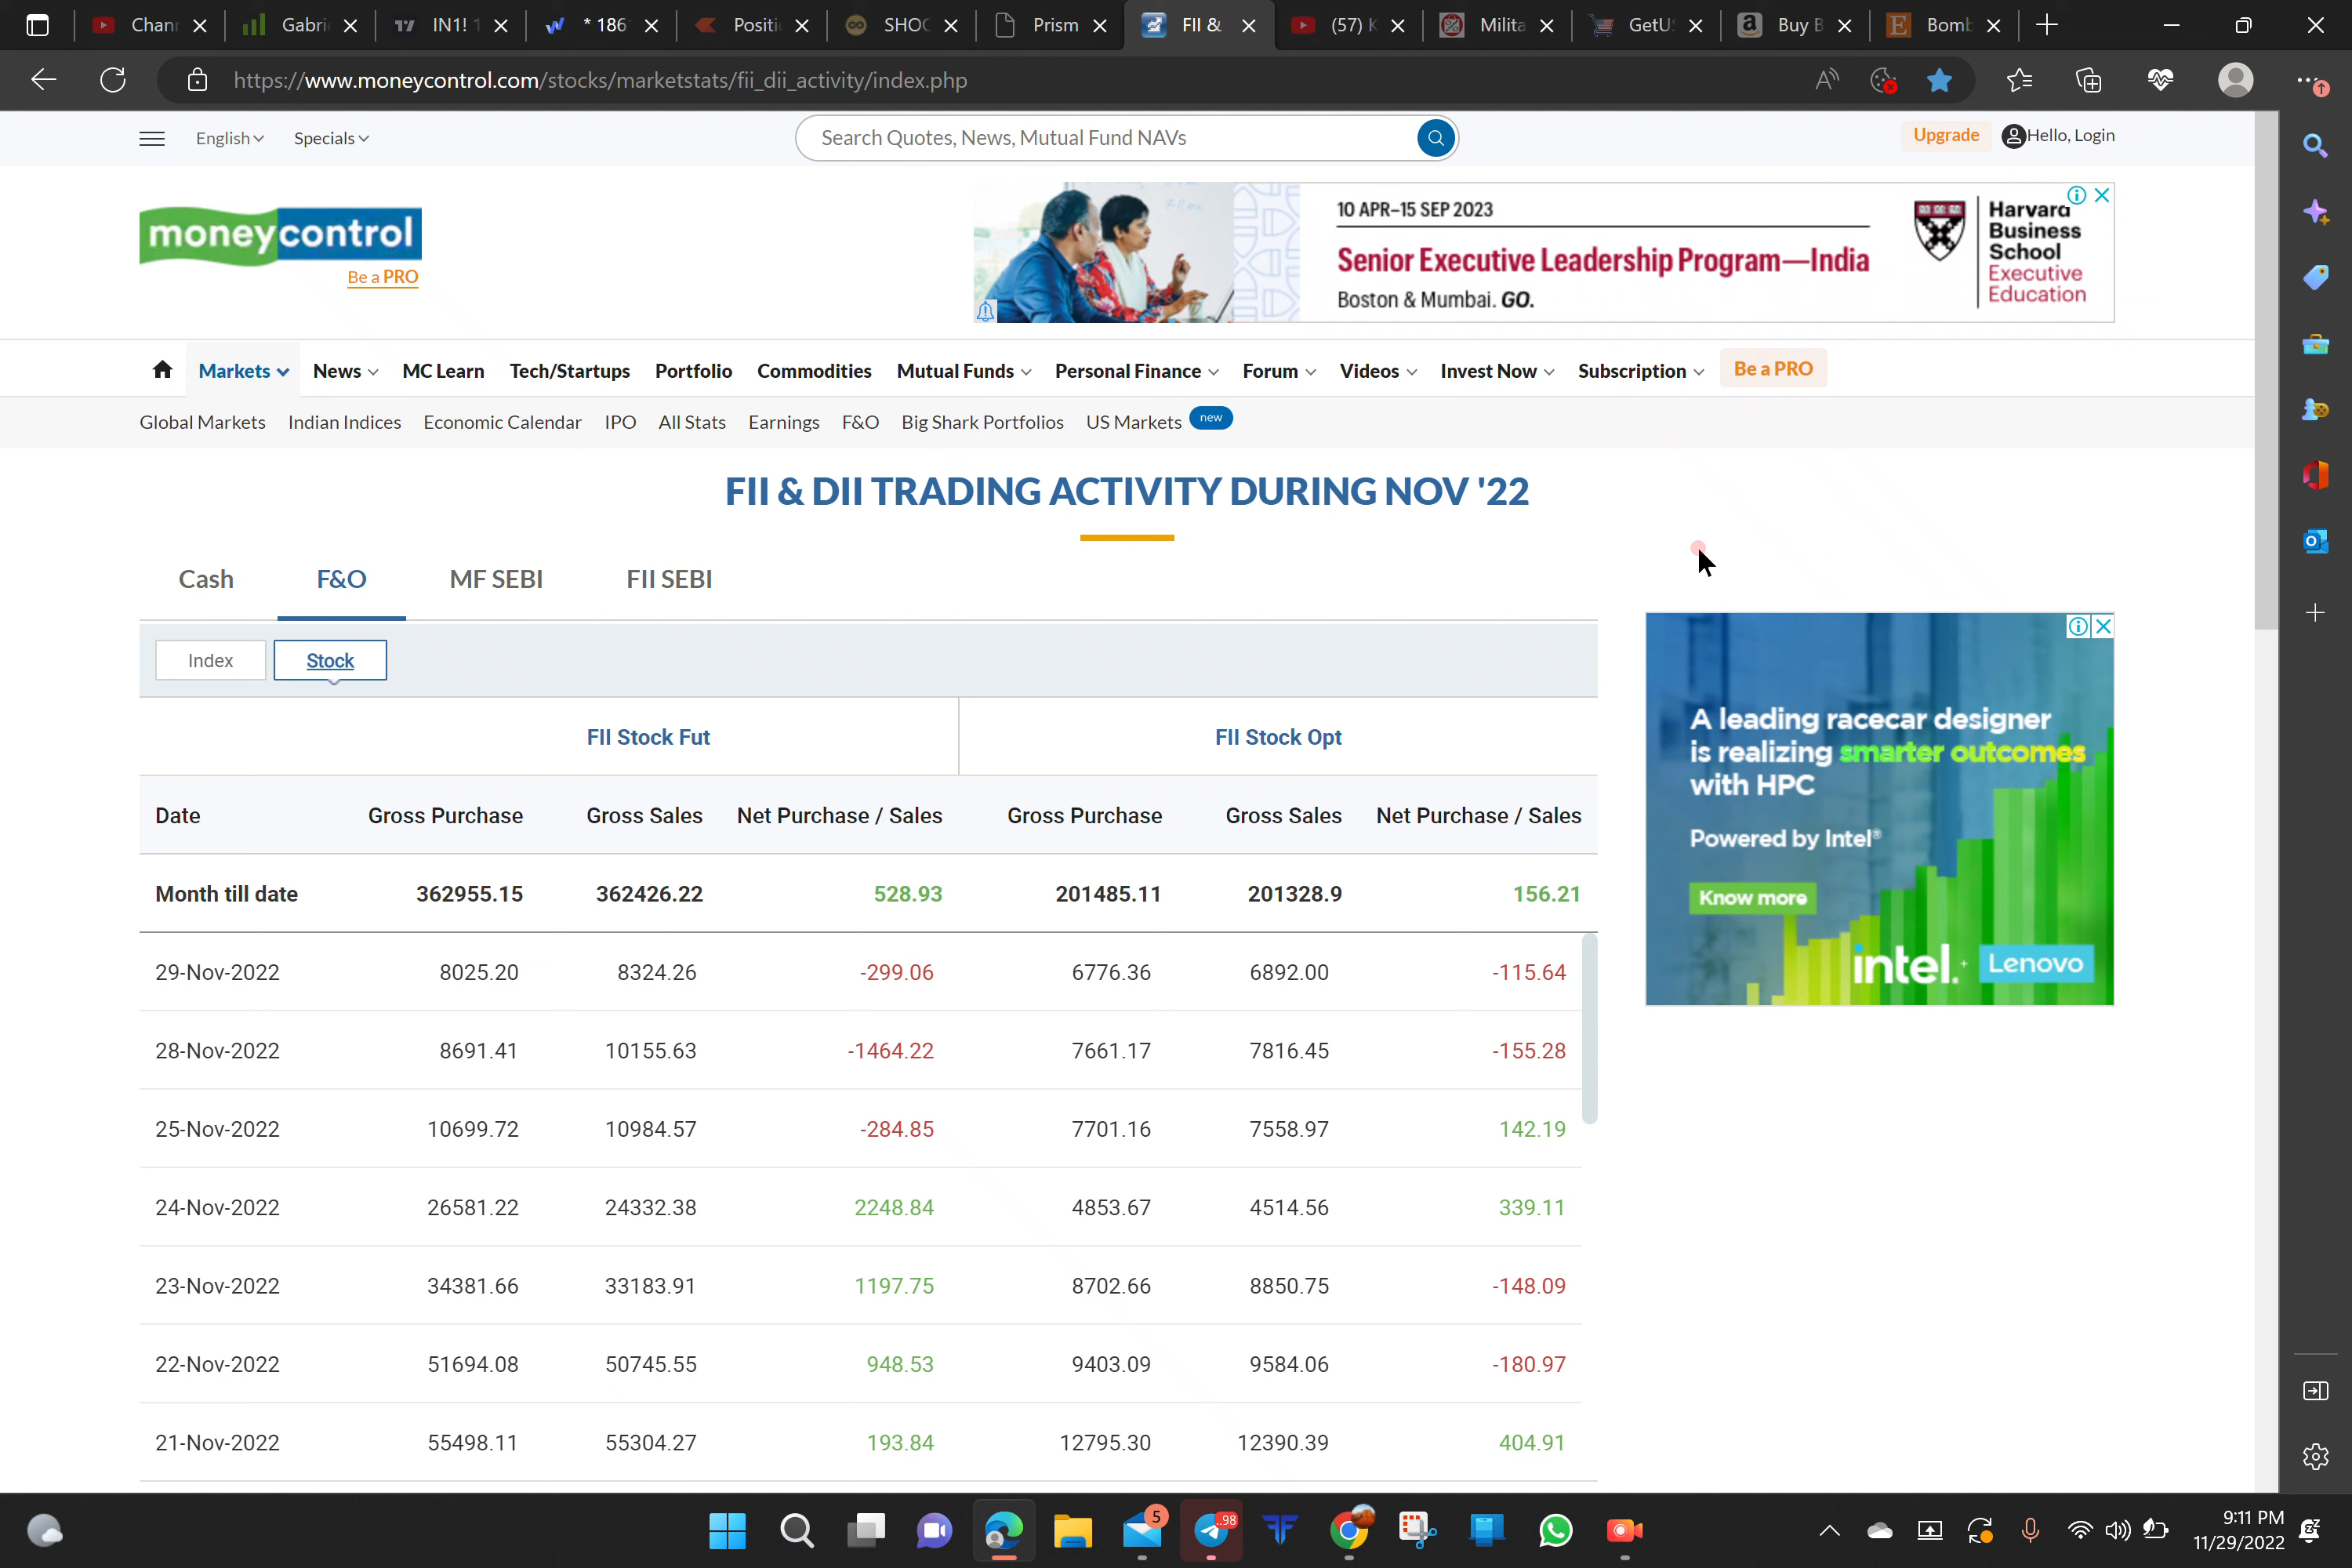 Chan
Gabri
IN1! 1
* 186
Positi
SHOC
Prism
FII &
(57) K
Milita
GetU
Buy B
Bomb
https://www.moneycontrol.com/stocks/marketstats/fii_dii_activity/index.php
English
Specials
Search Quotes, News, Mutual Fund NAVs
Upgrade
Hello, Login
moneycontrol
Be a PRO
10 APR–15 SEP 2023
Senior Executive Leadership Program—India
Boston & Mumbai. GO.
Harvard
Business
School
Executive
Education
Markets
News
MC Learn
Tech/Startups
Portfolio
Commodities
Mutual Funds
Personal Finance
Forum
Videos
Invest Now
Subscription
Be a PRO
Global Markets
Indian Indices
Economic Calendar
IPO
All Stats
Earnings
F&O
Big Shark Portfolios
US Markets
new
FII & DII TRADING ACTIVITY DURING NOV '22
Cash
F&O
MF SEBI
FII SEBI
Index
Stock
FII Stock Fut
FII Stock Opt
Date Gross Purchase Gross Sales Net Purchase / Sales Gross Purchase Gross Sales Net Purchase / Sales
Month till date 362955.15 362426.22 528.93 201485.11 201328.9 156.21
29-Nov-2022 8025.20 8324.26 -299.06 6776.36 6892.00 -115.64
28-Nov-2022 8691.41 10155.63 -1464.22 7661.17 7816.45 -155.28
25-Nov-2022 10699.72 10984.57 -284.85 7701.16 7558.97 142.19
24-Nov-2022 26581.22 24332.38 2248.84 4853.67 4514.56 339.11
23-Nov-2022 34381.66 33183.91 1197.75 8702.66 8850.75 -148.09
22-Nov-2022 51694.08 50745.55 948.53 9403.09 9584.06 -180.97
21-Nov-2022 55498.11 55304.27 193.84 12795.30 12390.39 404.91
A leading racecar designer
is realizing smarter outcomes
with HPC
Powered by Intel®
Know more
intel. + Lenovo
5
..98
9:11 PM
11/29/2022